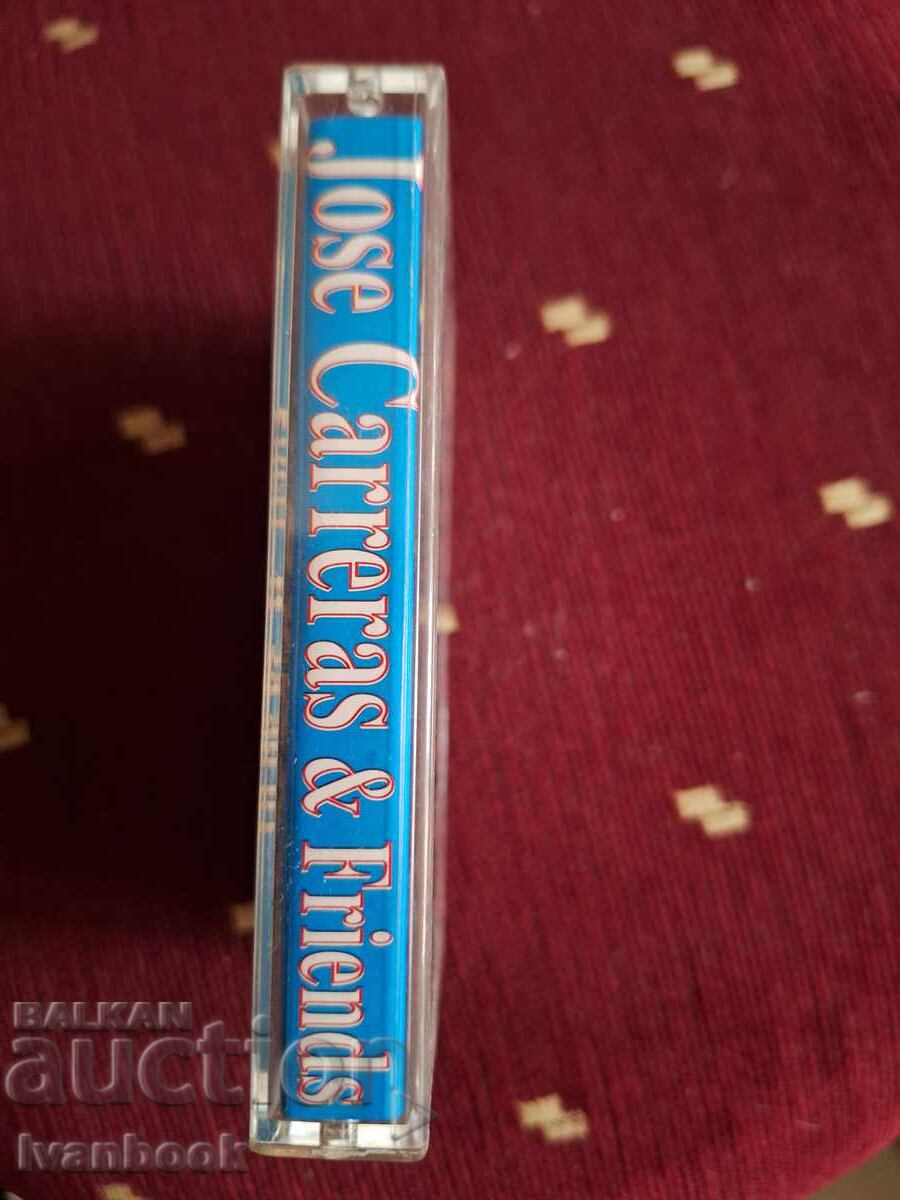 Jose Carreras & Friends
BALKAN
auction
Ivanbook